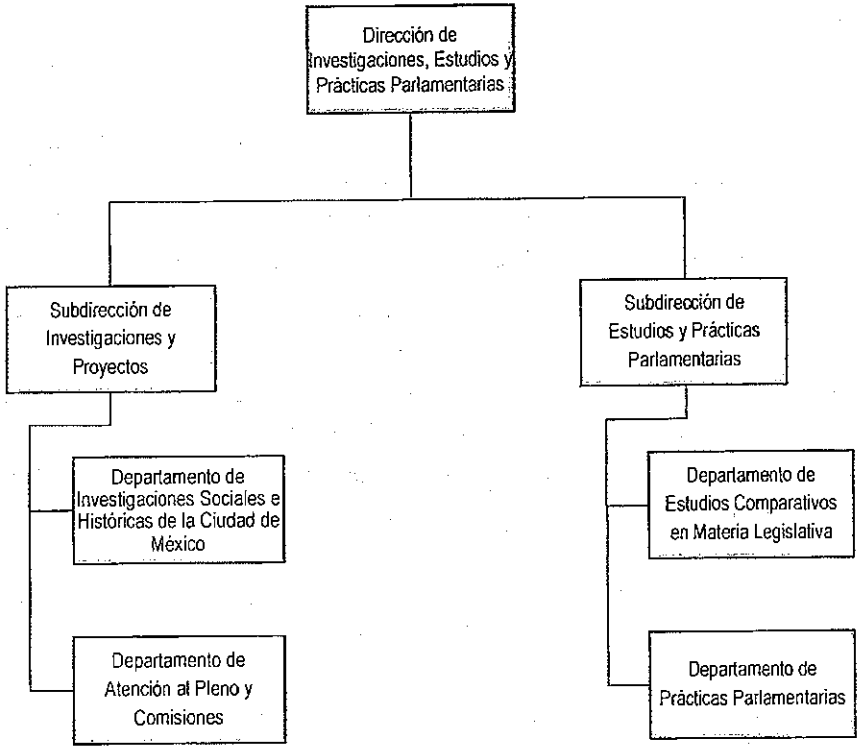 Dirección de
Investigaciones, Estudios y
Prácticas Parlamentarias
Subdirección de
Investigaciones y
Proyectos
Subdirección de
Estudios y Prácticas
Parlamentarias
Departamento de
Investigaciones Sociales e
Históricas de la Ciudad de
México
Departamento de
Estudios Comparativos
en Materia Legislativa
Departamento de
Atención al Pleno y
Comisiones
Departamento de
Prácticas Parlamentarias